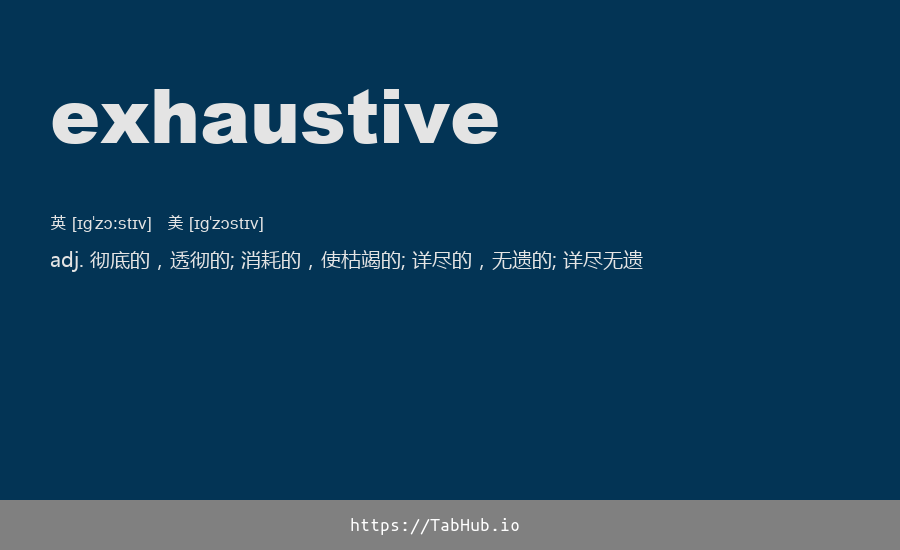 exhaustive
英 [ɪɡˈzɔːstɪv] 美 [ɪɡˈzɔstɪv]
adj. 彻底的，透彻的; 消耗的，使枯竭的; 详尽的，无遗的; 详尽无遗
https://TabHub.io